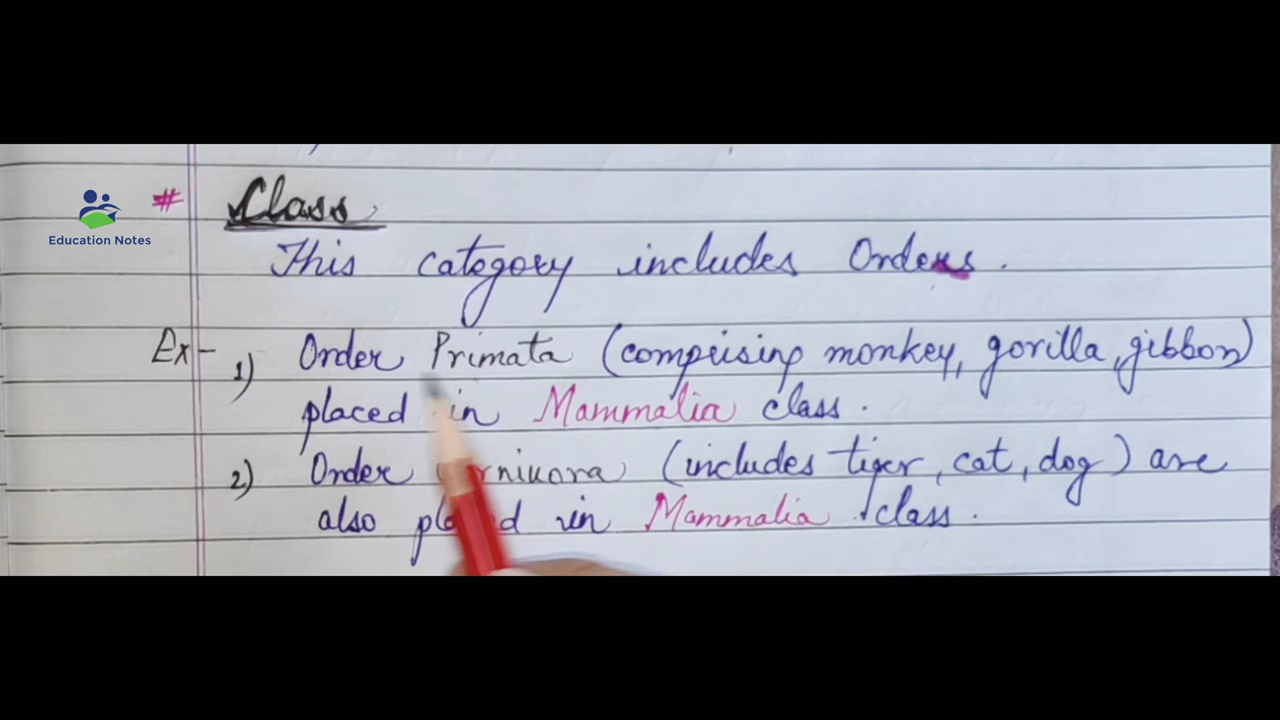 # Class
Education Notes
This category includes Orders.
Ex- 1) Order Primata (comprising monkey, gorilla, gibbon)
placed in Mammalia class.
2) Order (includes tiger, cat, dog) are
also in Mammalia class.